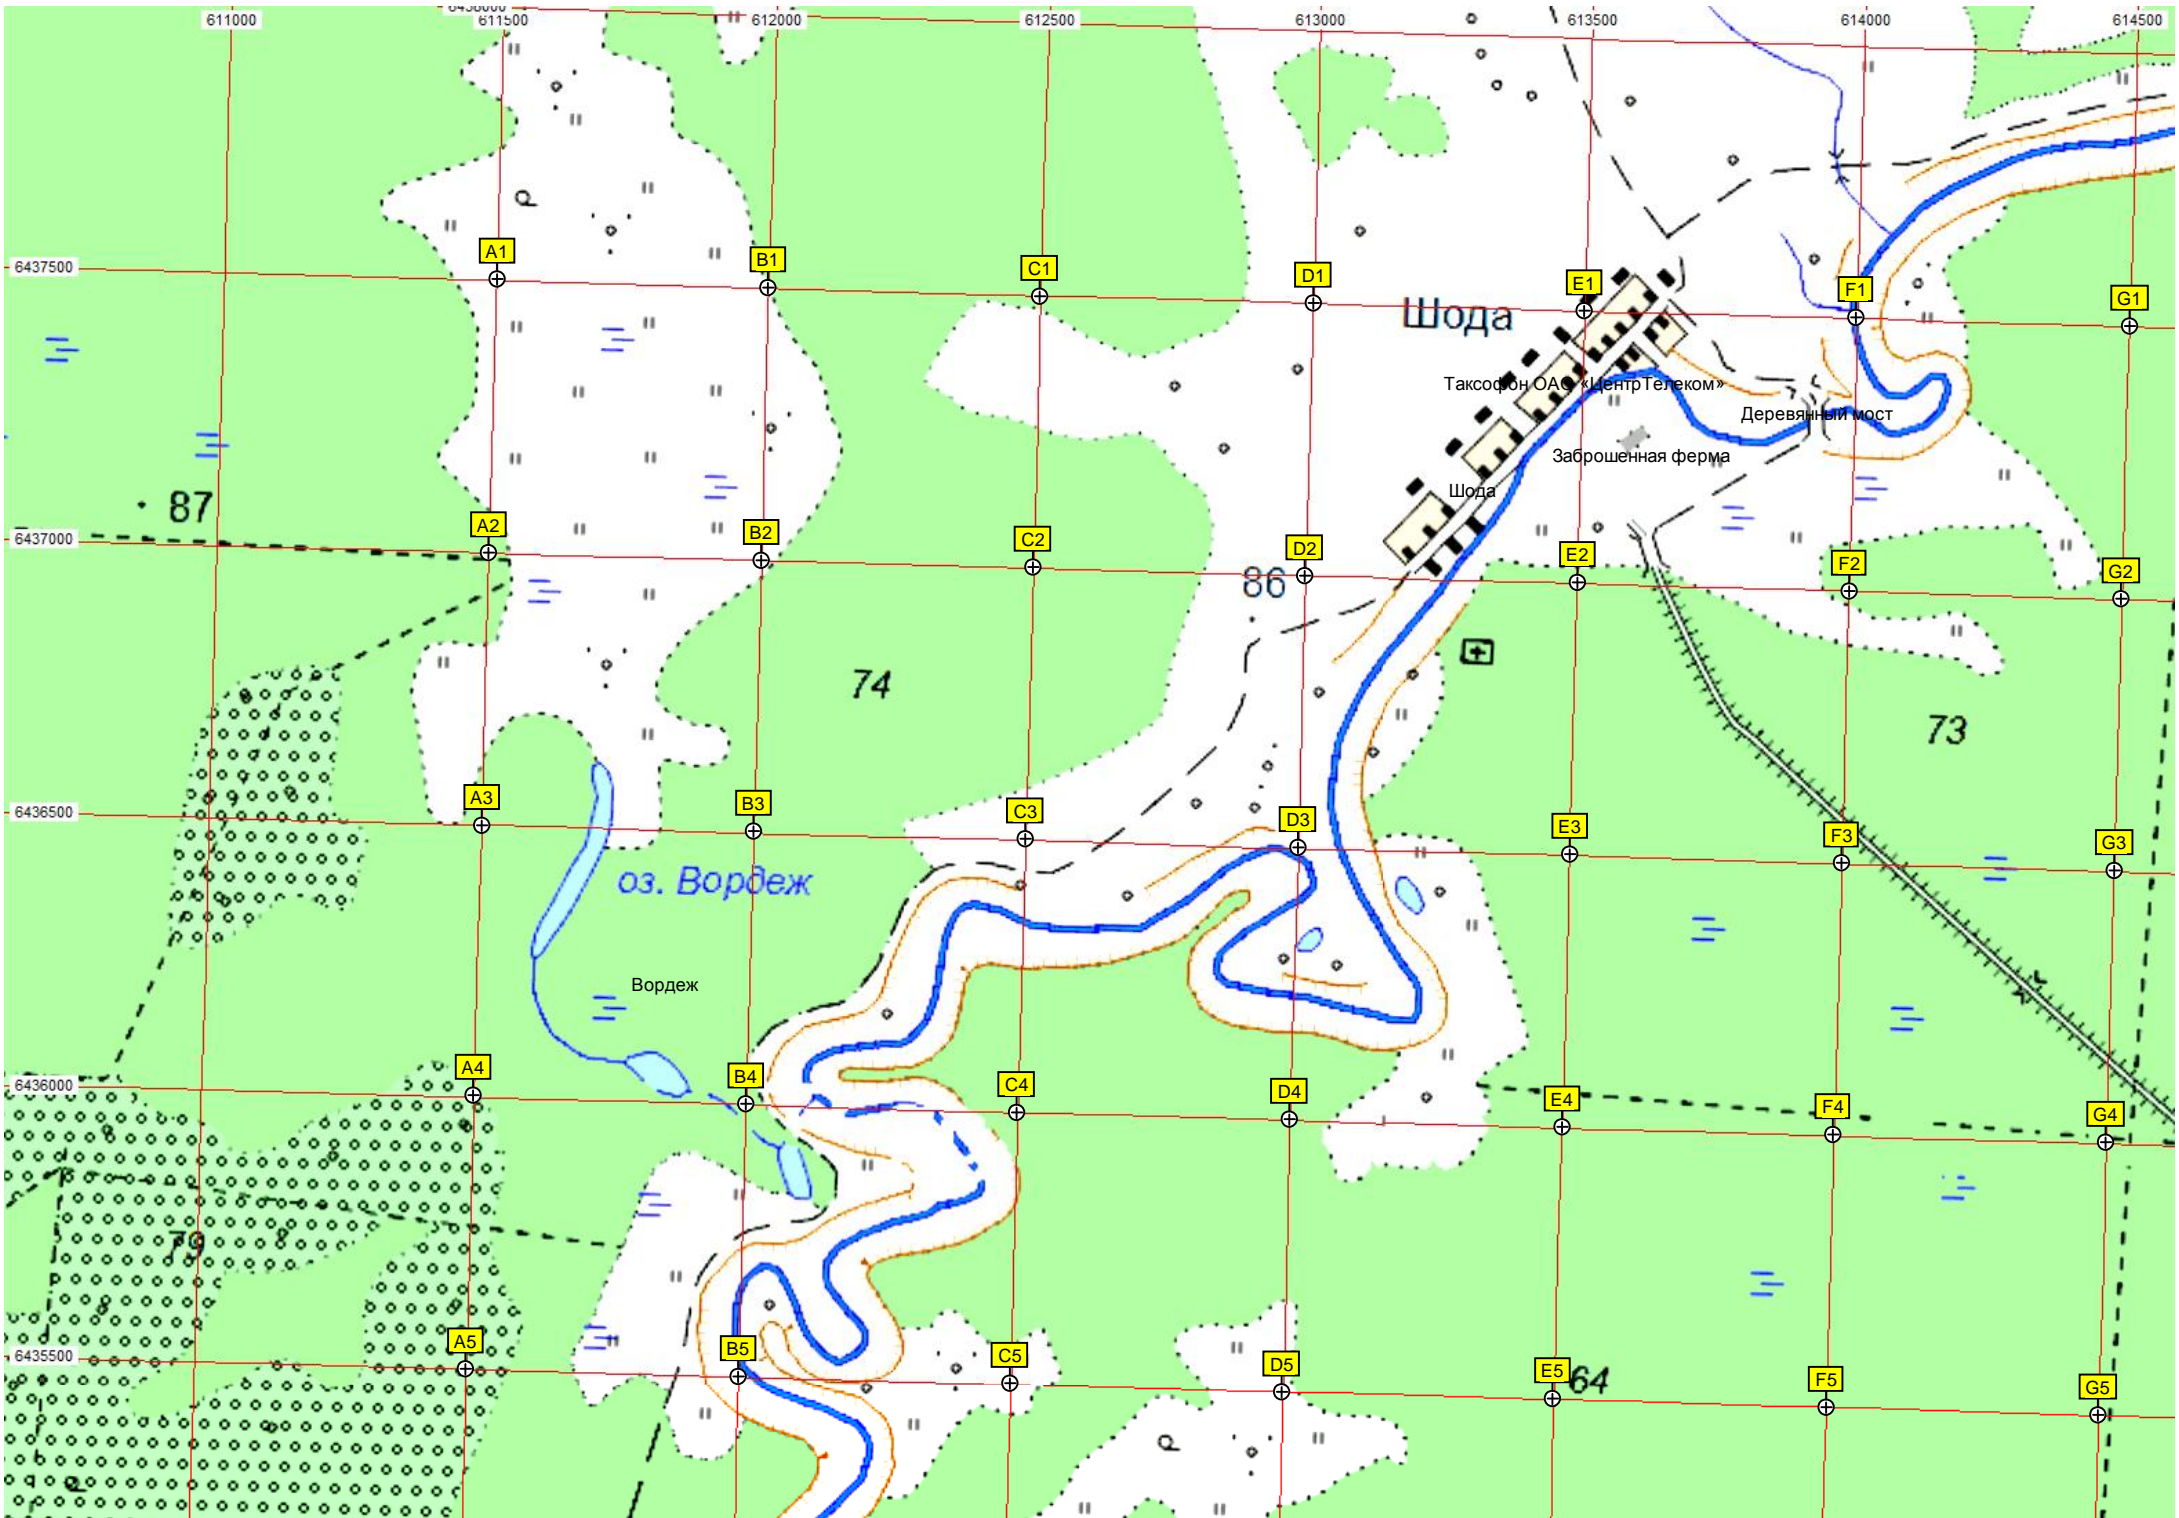 6438000
611000 611500 612000 612500 613000 613500 614000 614500
6437500
A1 B1 C1 D1 E1 F1 G1
Шода
Таксофон ОАО «ЦентрТелеком»
Деревянный мост
Заброшенная ферма
Шода
87
6437000
A2 B2 C2 D2 E2 F2 G2
86
74
73
6436500
A3 B3 C3 D3 E3 F3 G3
оз. Вордеж
Вордеж
6436000
A4 B4 C4 D4 E4 F4 G4
79
6435500
A5 B5 C5 D5 E5 F5 G5
64